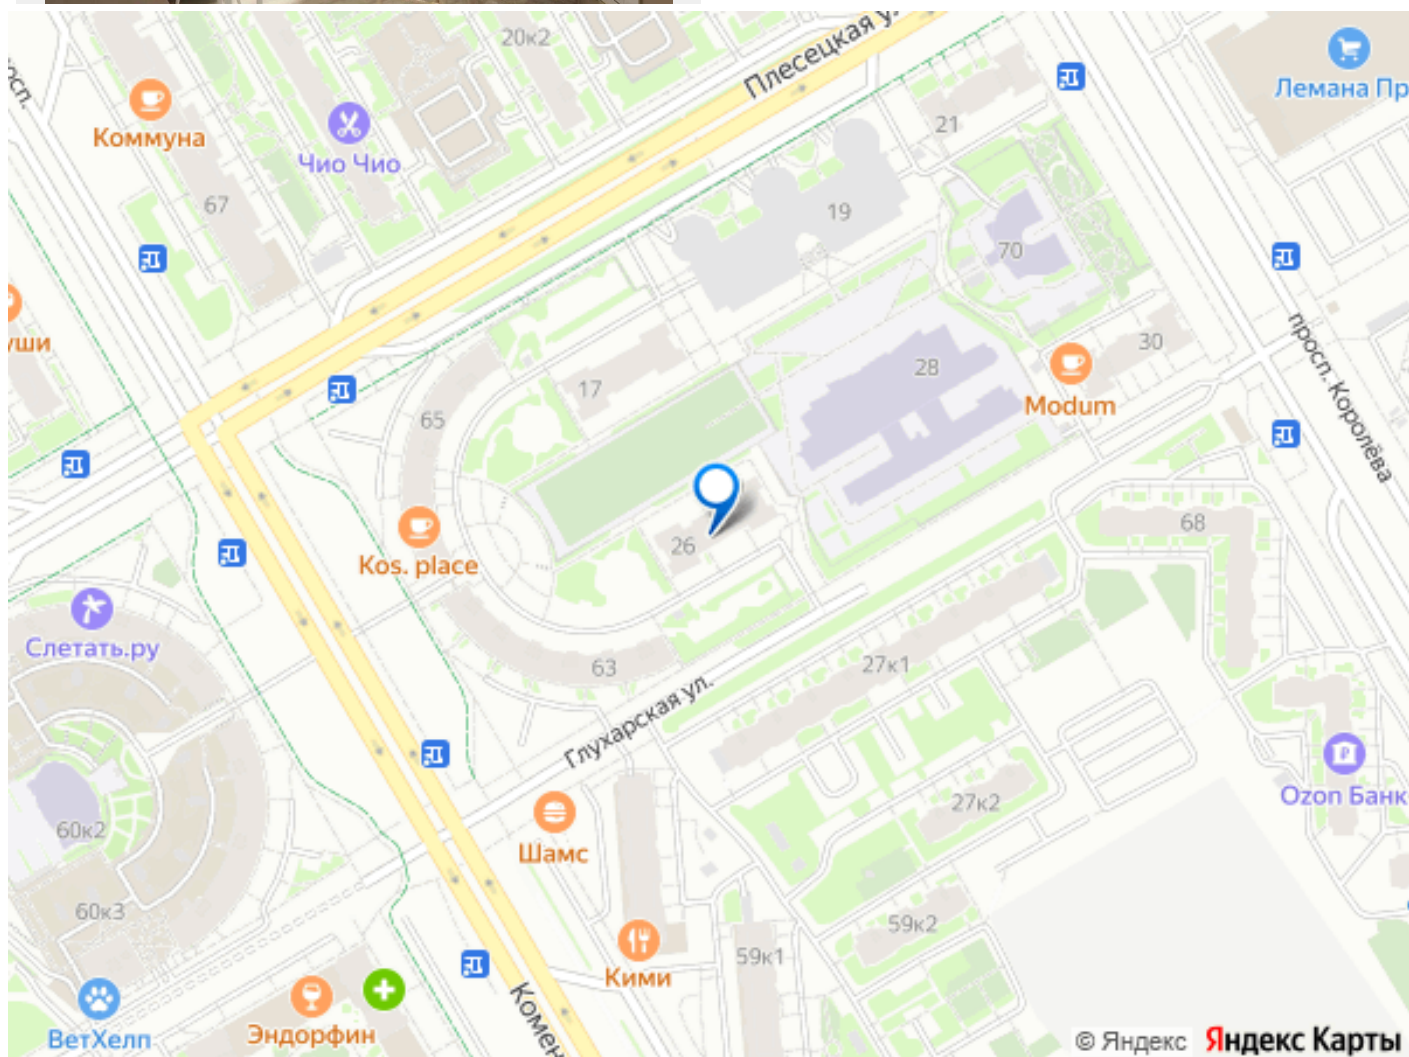 20к2
Плесецкая у
Коммуна
Чио Чио
Лемана Пр
осп.
67
21
19
70
уши
65
17
28
30
Modum
просп. Королёва
Kos. place
26
68
Слетать.ру
63
27к1
Глухарская ул.
Ozon Банк
60к2
Шамс
27к2
60к3
59к2
59к1
Кими
ВетХелп
Эндорфин
Комен
© Яндекс
Яндекс Карты